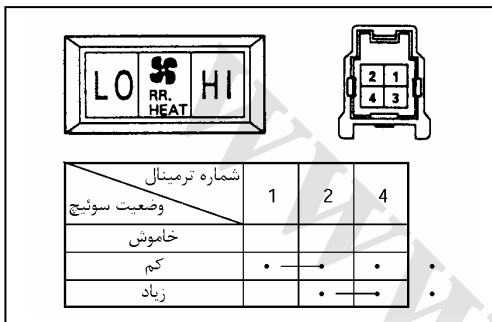 LO RR. HEAT HI
2 1
4 3
شماره ترمینال
وضعیت سوئیچ
1 2 4
خاموش
کم
زیاد